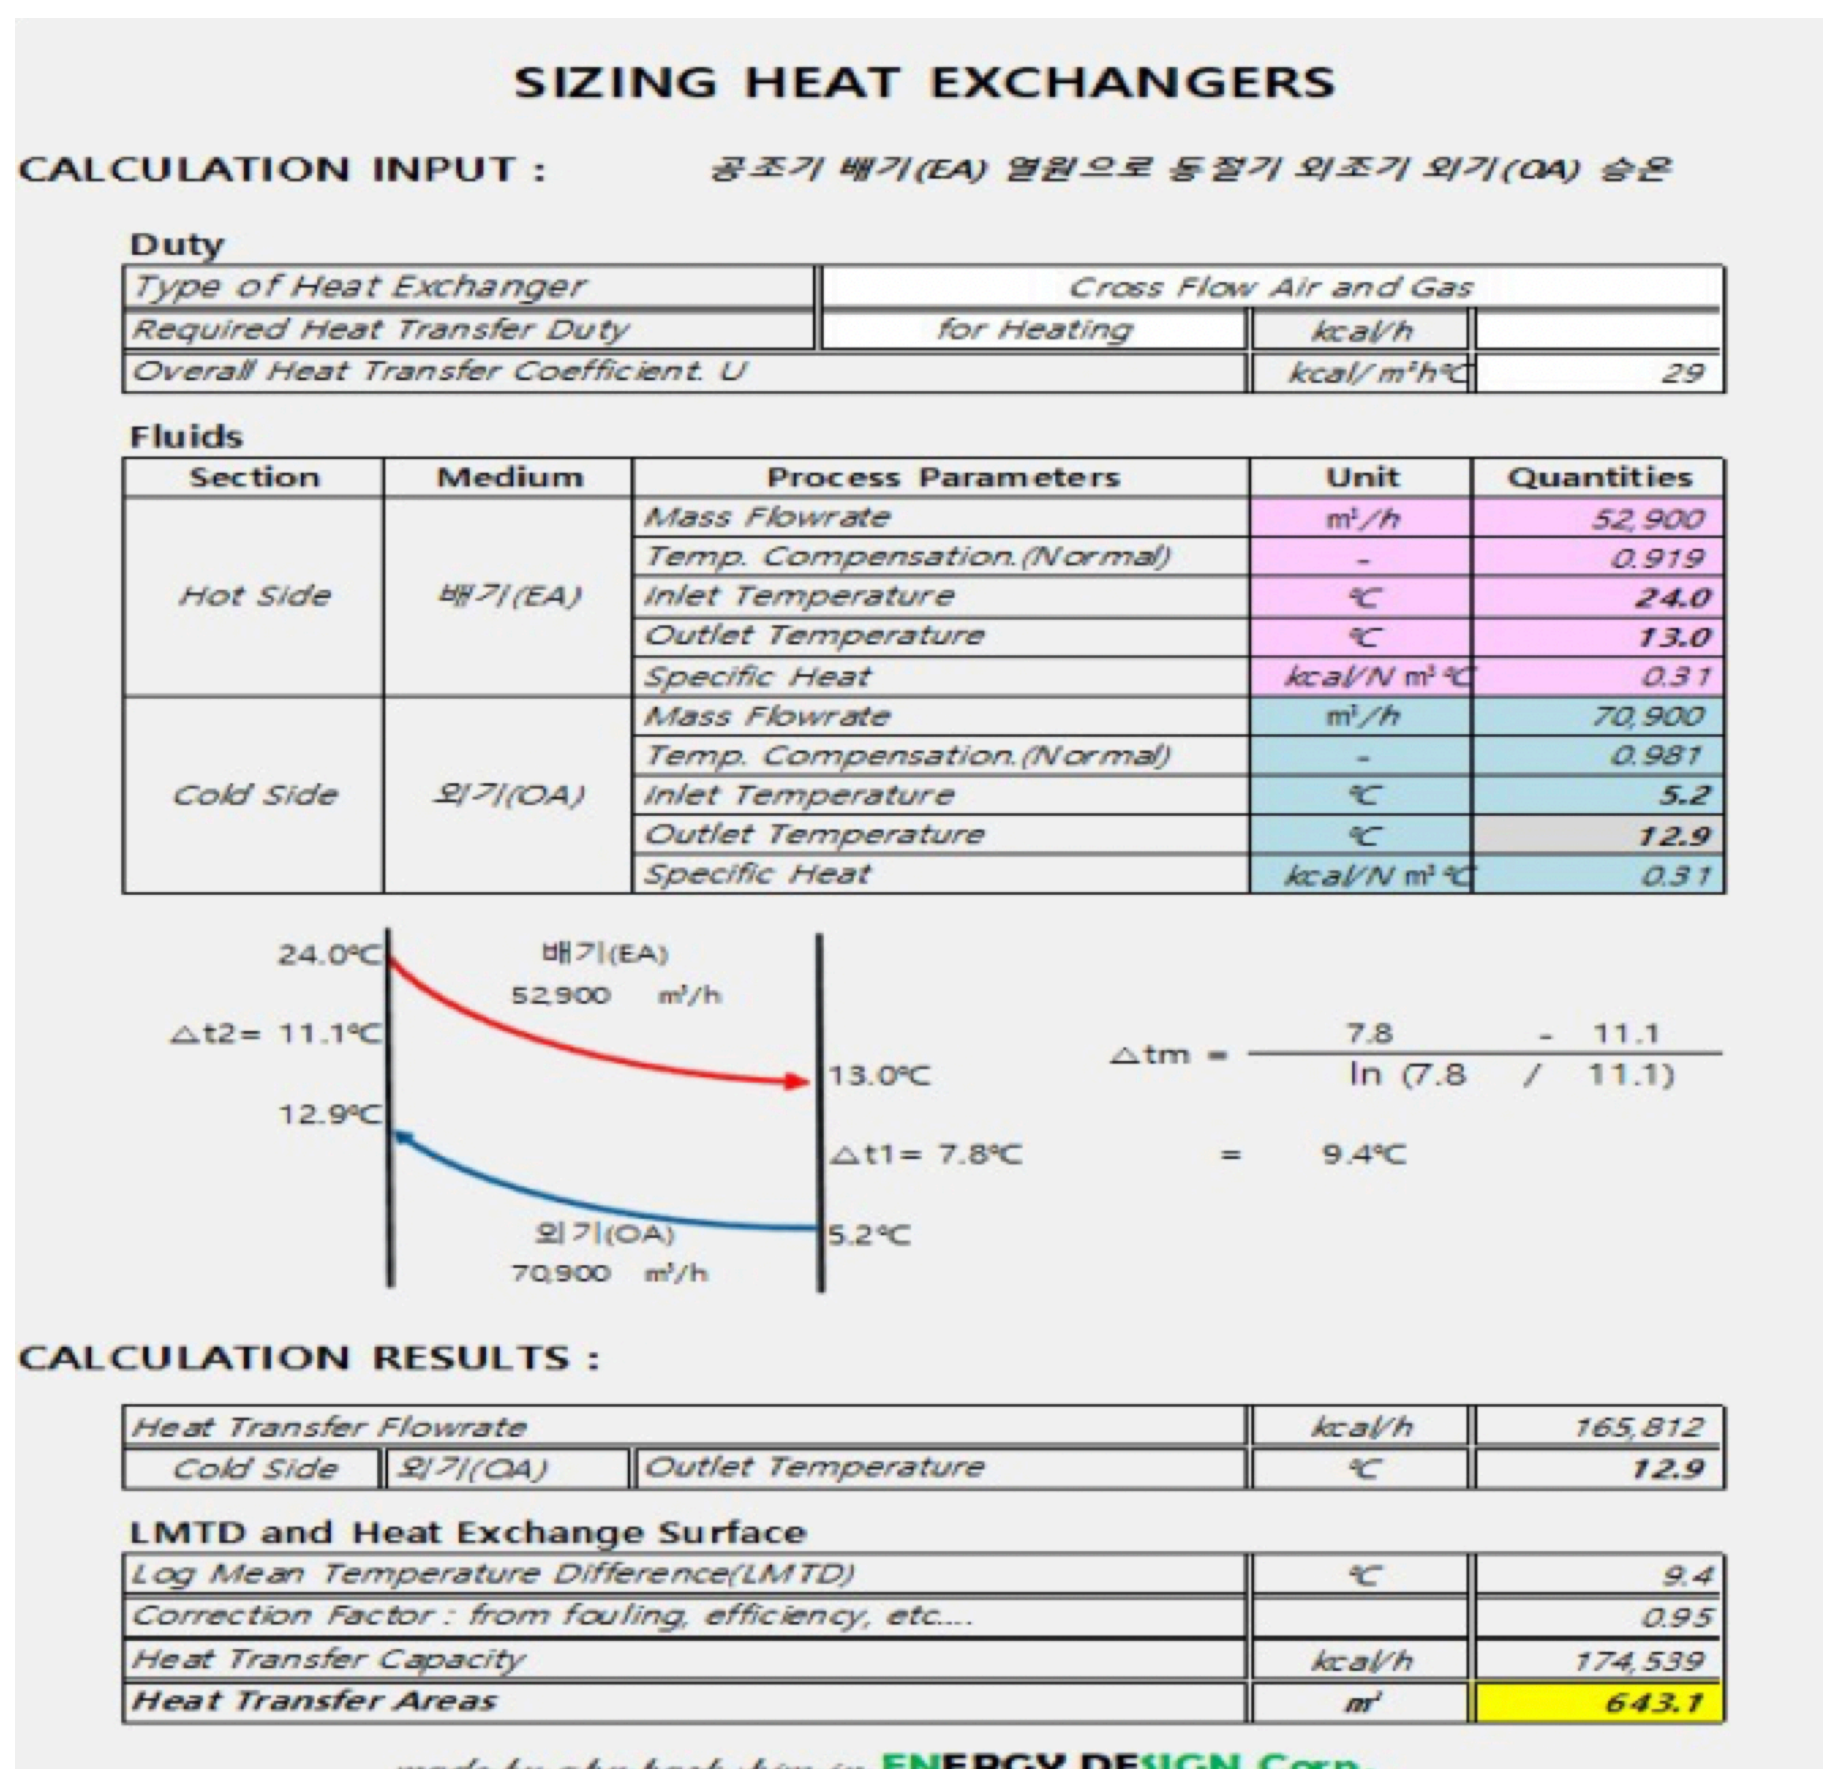 SIZING HEAT EXCHANGERS
CALCULATION INPUT : 공조기 배기(EA) 열원으로 동절기 외조기 외기(OA) 승온
Duty
Type of Heat Exchanger Cross Flow Air and Gas
Required Heat Transfer Duty for Heating kcal/h
Overall Heat Transfer Coefficient. U kcal/m²h℃ 29
Fluids
Section Medium Process Parameters Unit Quantities
Hot Side 배기(EA) Mass Flowrate m³/h 52,900
Temp. Compensation.(Normal) - 0.919
Inlet Temperature ℃ 24.0
Outlet Temperature ℃ 13.0
Specific Heat kcal/N m³ ℃ 0.31
Cold Side 외기(OA) Mass Flowrate m³/h 70,900
Temp. Compensation.(Normal) - 0.981
Inlet Temperature ℃ 5.2
Outlet Temperature ℃ 12.9
Specific Heat kcal/N m³ ℃ 0.31
24.0℃ 배기(EA)
52,900 m³/h
△t2= 11.1℃
13.0℃
12.9℃
△t1= 7.8℃
외기(OA)
5.2℃
70,900 m³/h
△tm = 7.8 - 11.1
ln (7.8 / 11.1)
= 9.4℃
CALCULATION RESULTS :
Heat Transfer Flowrate kcal/h 165,812
Cold Side 외기(OA) Outlet Temperature ℃ 12.9
LMTD and Heat Exchange Surface
Log Mean Temperature Difference(LMTD) ℃ 9.4
Correction Factor : from fouling, efficiency, etc.... 0.95
Heat Transfer Capacity kcal/h 174,539
Heat Transfer Areas m² 643.1
ENERGY DESIGN Corp.